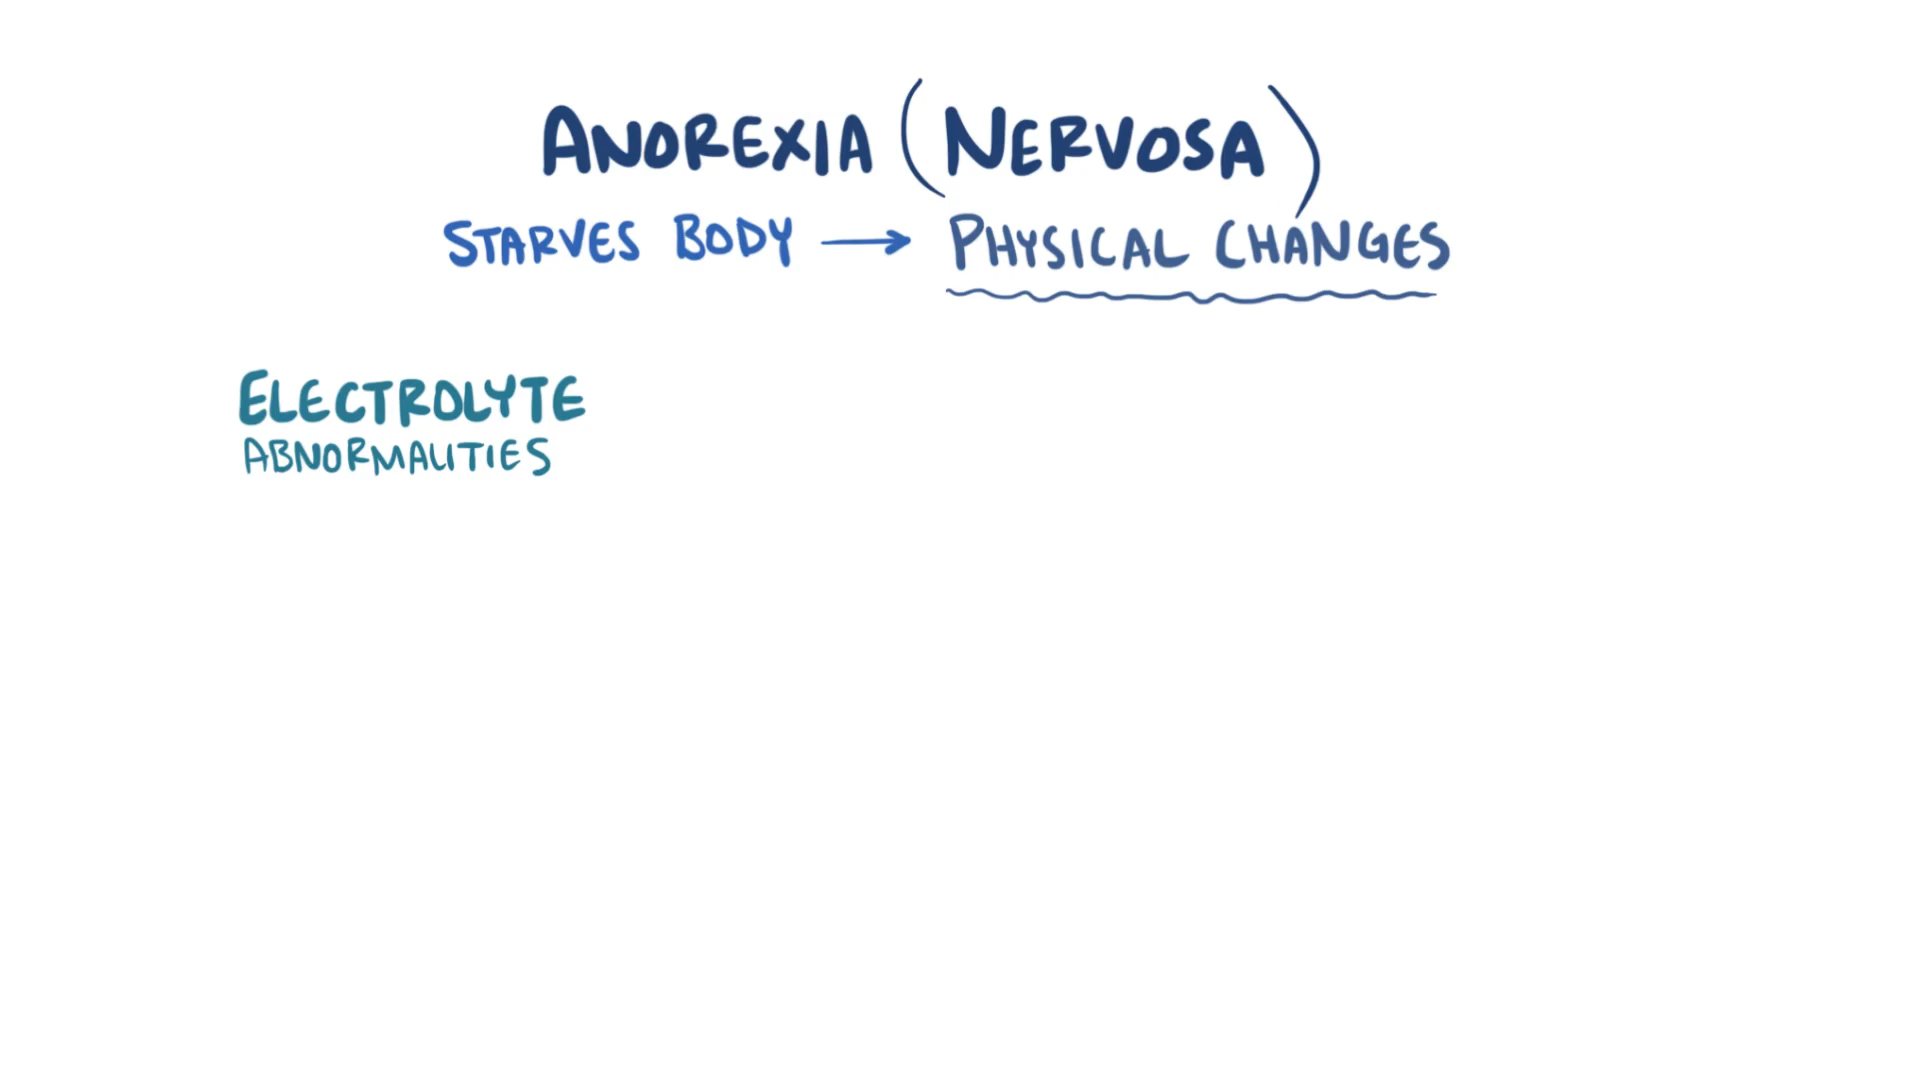 ANOREXIA (NERVOSA)
STARVES BODY → PHYSICAL CHANGES
ELECTROLYTE
ABNORMALITIES